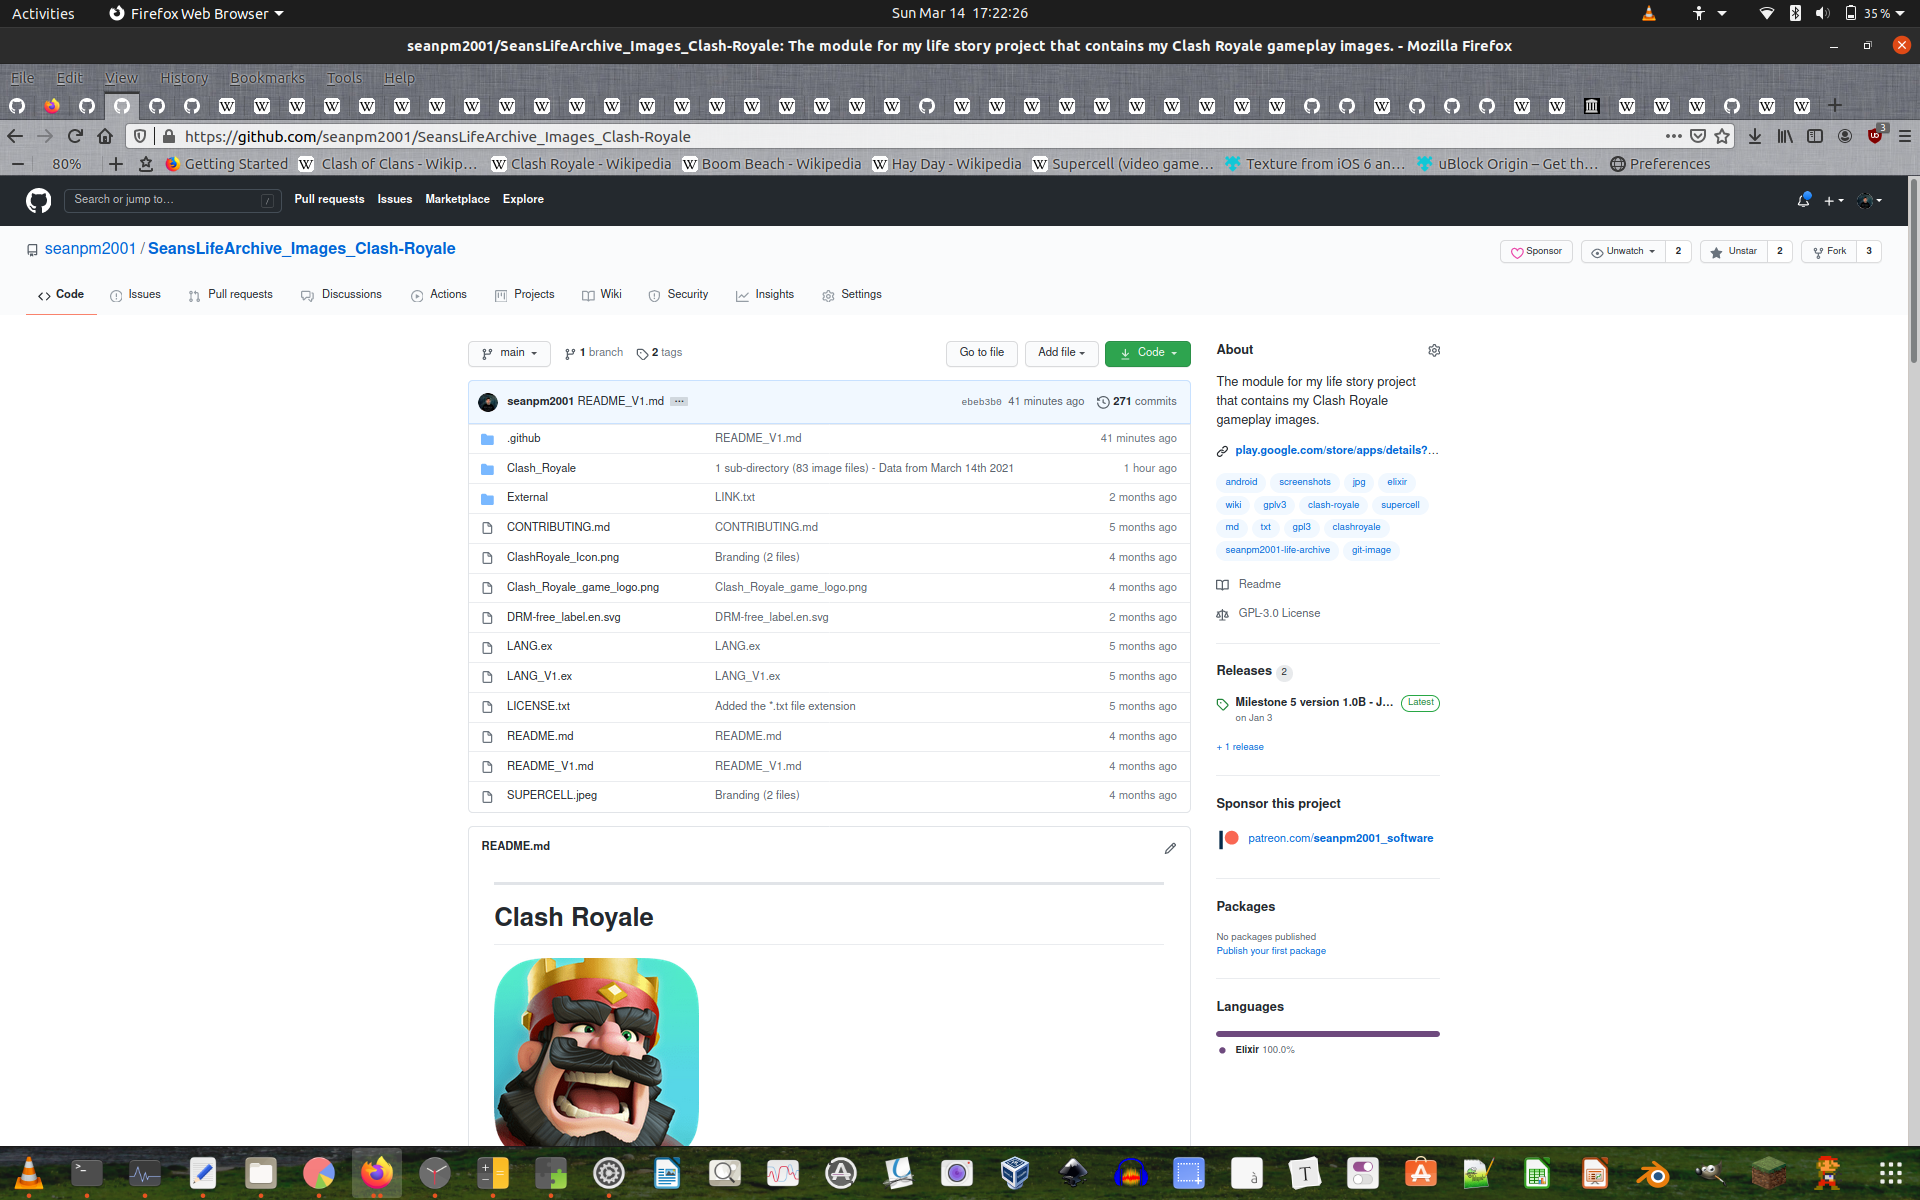 Activities Firefox Web Browser Sun Mar 14 17:22:26 35 %
seanpm2001/SeansLifeArchive_Images_Clash-Royale: The module for my life story project that contains my Clash Royale gameplay images. - Mozilla Firefox
File Edit View History Bookmarks Tools Help
https://github.com/seanpm2001/SeansLifeArchive_Images_Clash-Royale 3
80% Getting Started Clash of Clans - Wikip… Clash Royale - Wikipedia Boom Beach - Wikipedia Hay Day - Wikipedia Supercell (video game… Texture from iOS 6 an… uBlock Origin – Get th… Preferences
Search or jump to… / Pull requests Issues Marketplace Explore
seanpm2001 / SeansLifeArchive_Images_Clash-Royale Sponsor Unwatch 2 Unstar 2 Fork 3
Code Issues Pull requests Discussions Actions Projects Wiki Security Insights Settings
main 1 branch 2 tags Go to file Add file Code
seanpm2001 README_V1.md ebeb3b0 41 minutes ago 271 commits
.github README_V1.md 41 minutes ago
Clash_Royale 1 sub-directory (83 image files) - Data from March 14th 2021 1 hour ago
External LINK.txt 2 months ago
CONTRIBUTING.md CONTRIBUTING.md 5 months ago
ClashRoyale_Icon.png Branding (2 files) 4 months ago
Clash_Royale_game_logo.png Clash_Royale_game_logo.png 4 months ago
DRM-free_label.en.svg DRM-free_label.en.svg 2 months ago
LANG.ex LANG.ex 5 months ago
LANG_V1.ex LANG_V1.ex 5 months ago
LICENSE.txt Added the *.txt file extension 5 months ago
README.md README.md 4 months ago
README_V1.md README_V1.md 4 months ago
SUPERCELL.jpeg Branding (2 files) 4 months ago
README.md
Clash Royale
About
The module for my life story project
that contains my Clash Royale
gameplay images.
play.google.com/store/apps/details?…
android screenshots jpg elixir
wiki gplv3 clash-royale supercell
md txt gpl3 clashroyale
seanpm2001-life-archive git-image
Readme
GPL-3.0 License
Releases 2
Milestone 5 version 1.0B - J… Latest
on Jan 3
+ 1 release
Sponsor this project
patreon.com/seanpm2001_software
Packages
No packages published
Publish your first package
Languages
Elixir 100.0%